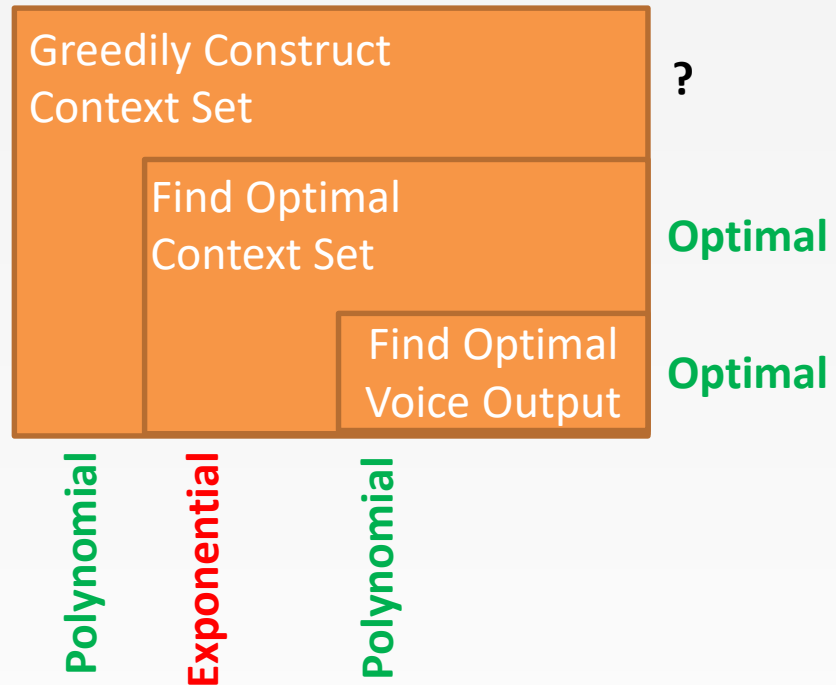 Greedily Construct
Context Set
?
Find Optimal
Context Set
Optimal
Find Optimal
Voice Output
Optimal
Polynomial
Exponential
Polynomial